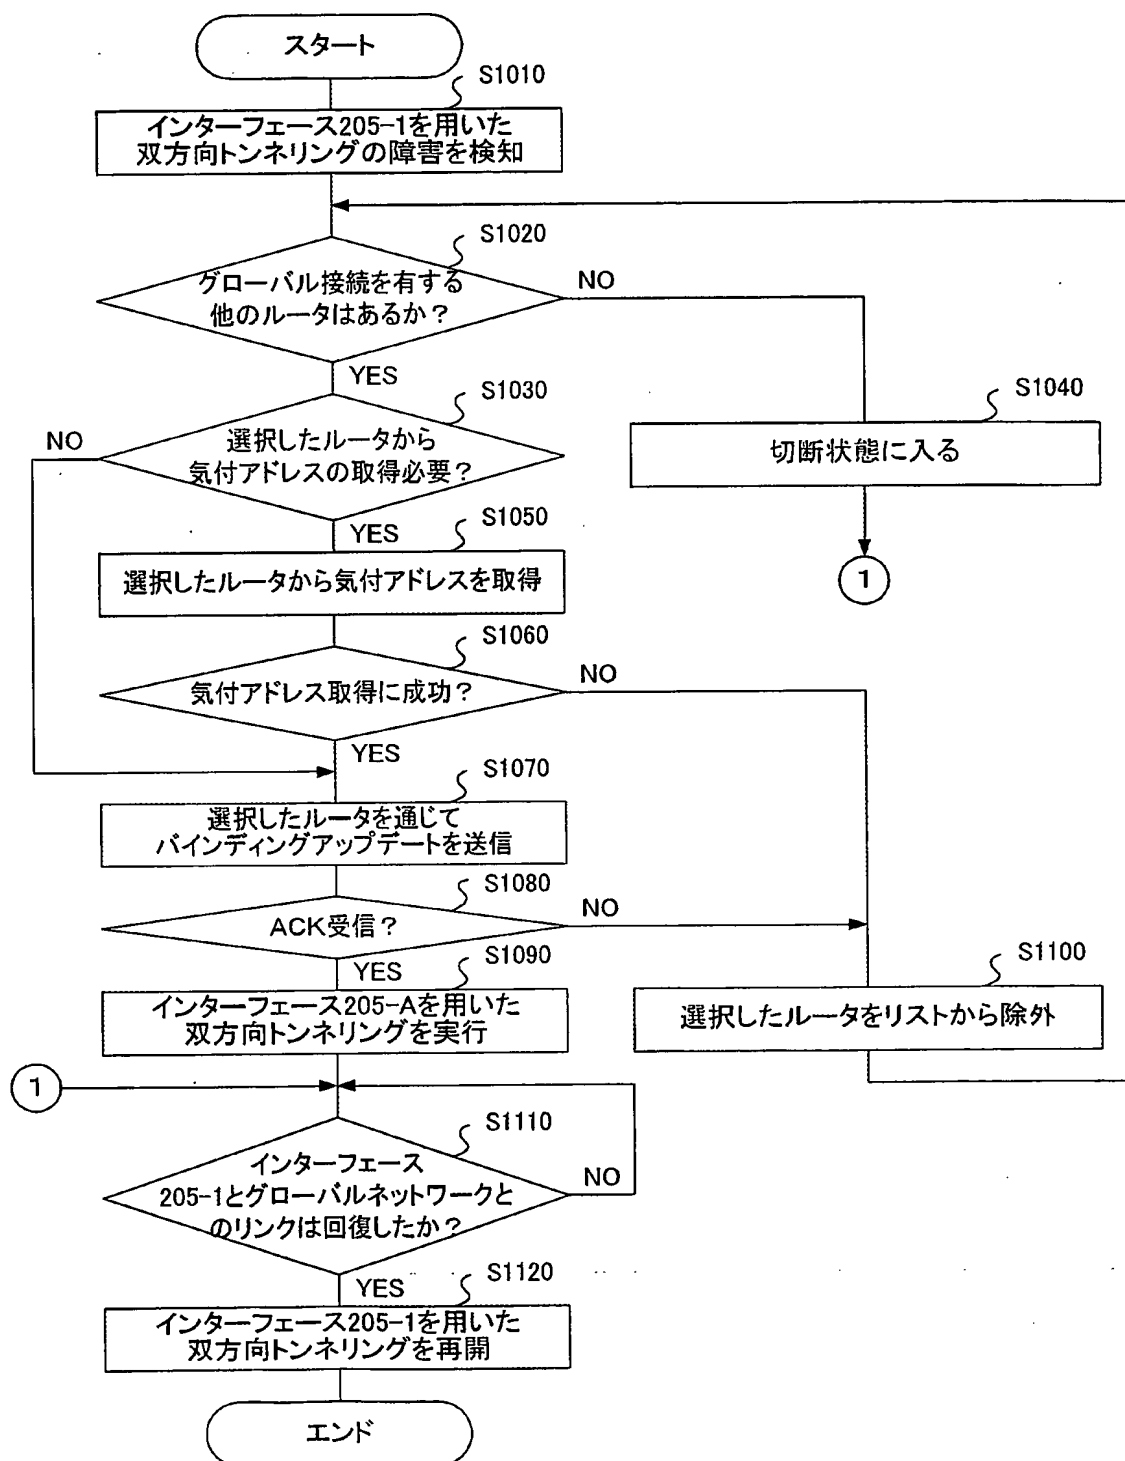 スタート
S1010
インターフェース205-1を用いた
双方向トンネリングの障害を検知
S1020
グローバル接続を有する
他のルータはあるか？
NO
YES
S1030
選択したルータから
気付アドレスの取得必要？
NO
S1040
切断状態に入る
1
YES
S1050
選択したルータから気付アドレスを取得
S1060
気付アドレス取得に成功？
NO
YES
S1070
選択したルータを通じて
バインディングアップデートを送信
S1080
ACK受信？
NO
YES
S1090
インターフェース205-Aを用いた
双方向トンネリングを実行
S1100
選択したルータをリストから除外
1
S1110
インターフェース
205-1とグローバルネットワークと
のリンクは回復したか？
NO
YES
S1120
インターフェース205-1を用いた
双方向トンネリングを再開
エンド